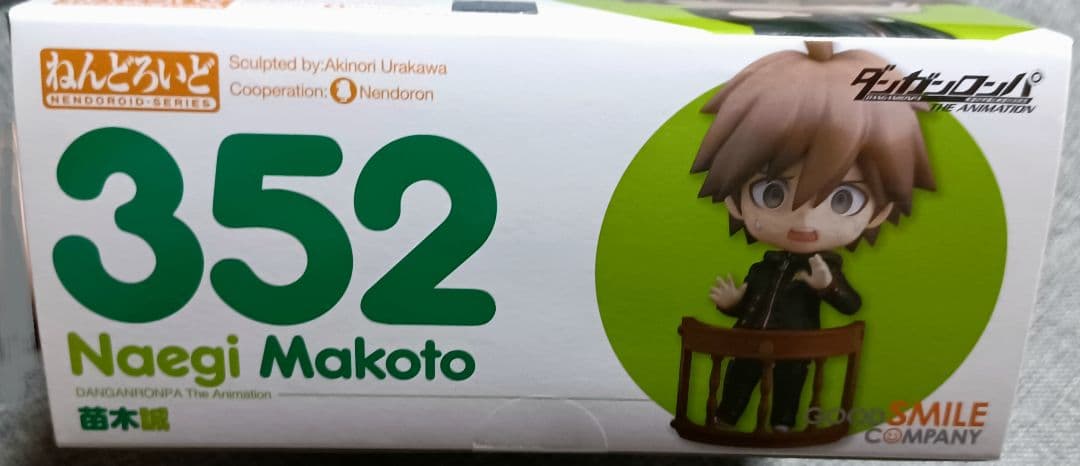 ねんどろいど
NENDOROID-SERIES
Sculpted by:Akinori Urakawa
Cooperation: Nendoron
352
Naegi Makoto
DANGANRONPA The Animation
苗木誠
ダンガンロンパ
THE ANIMATION
GOOD SMILE
COMPANY